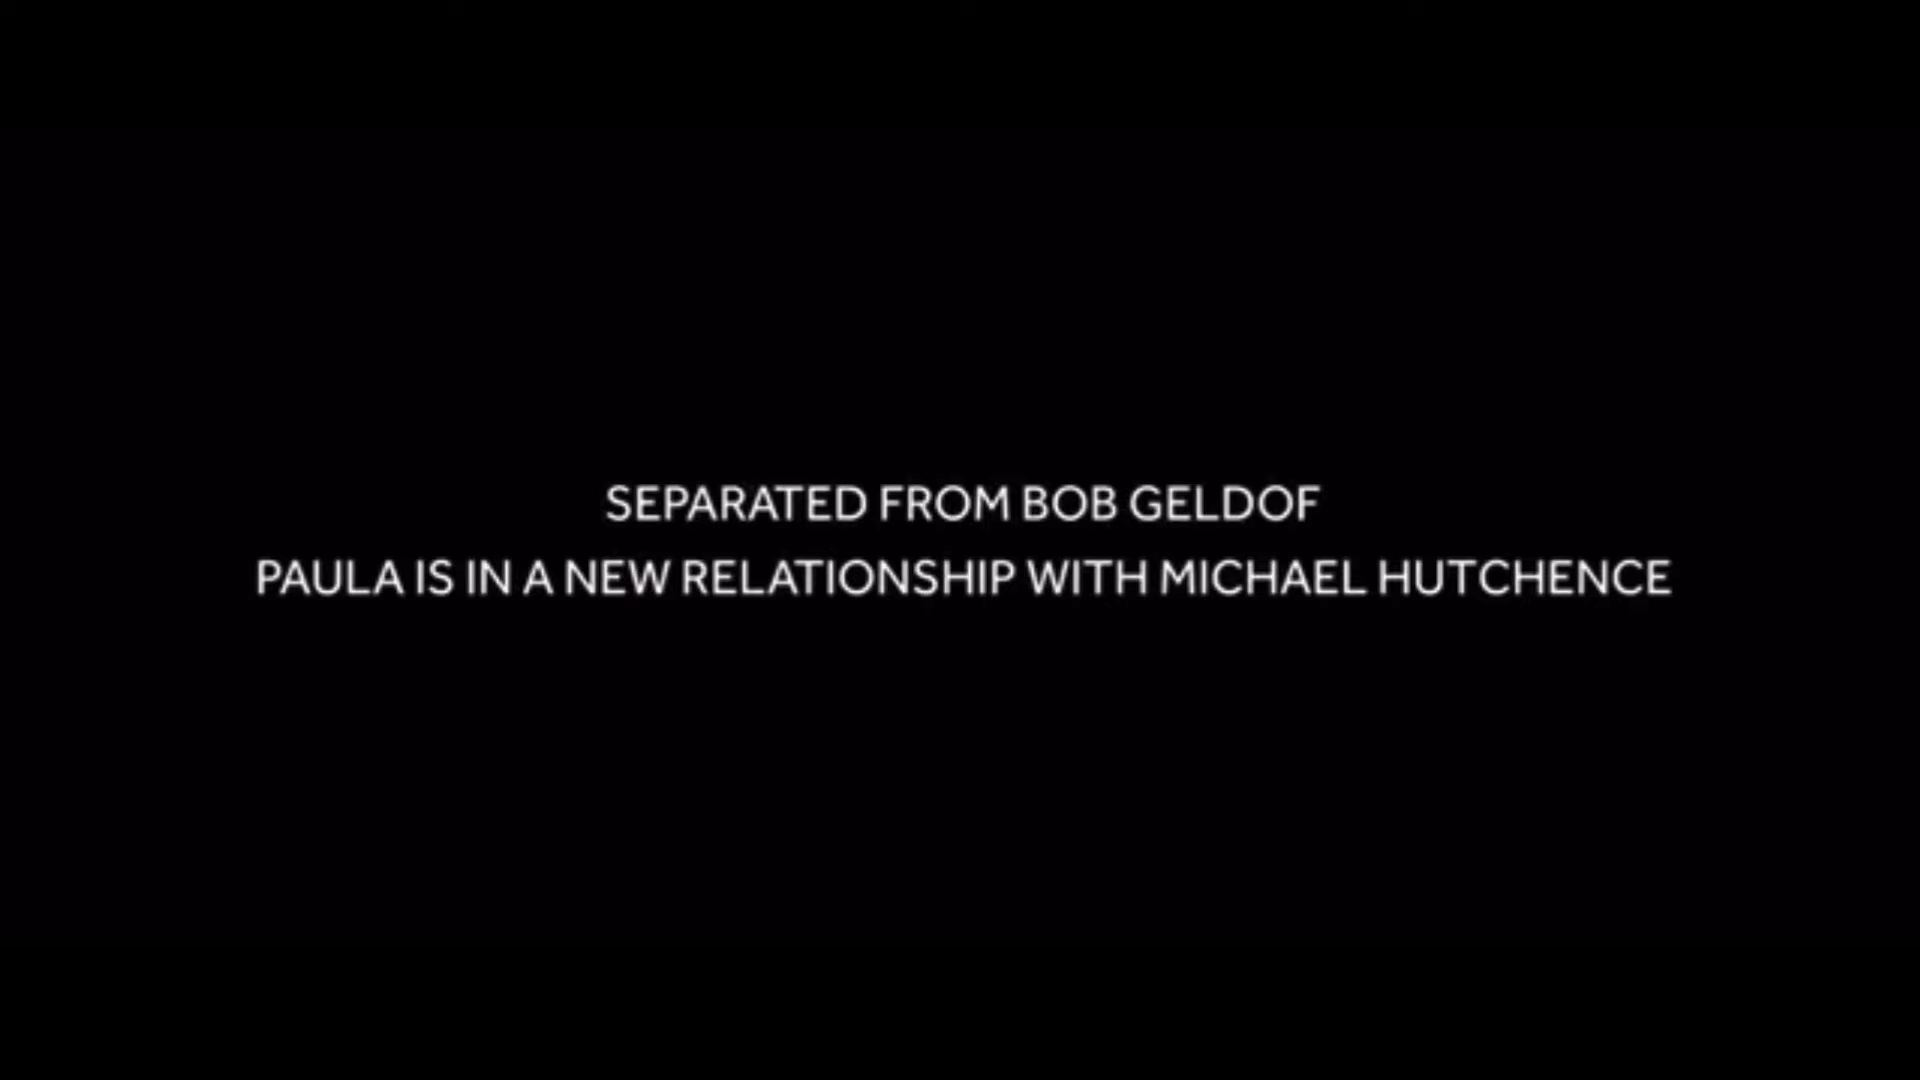 SEPARATED FROM BOB GELDOF
PAULA IS IN A NEW RELATIONSHIP WITH MICHAEL HUTCHENCE